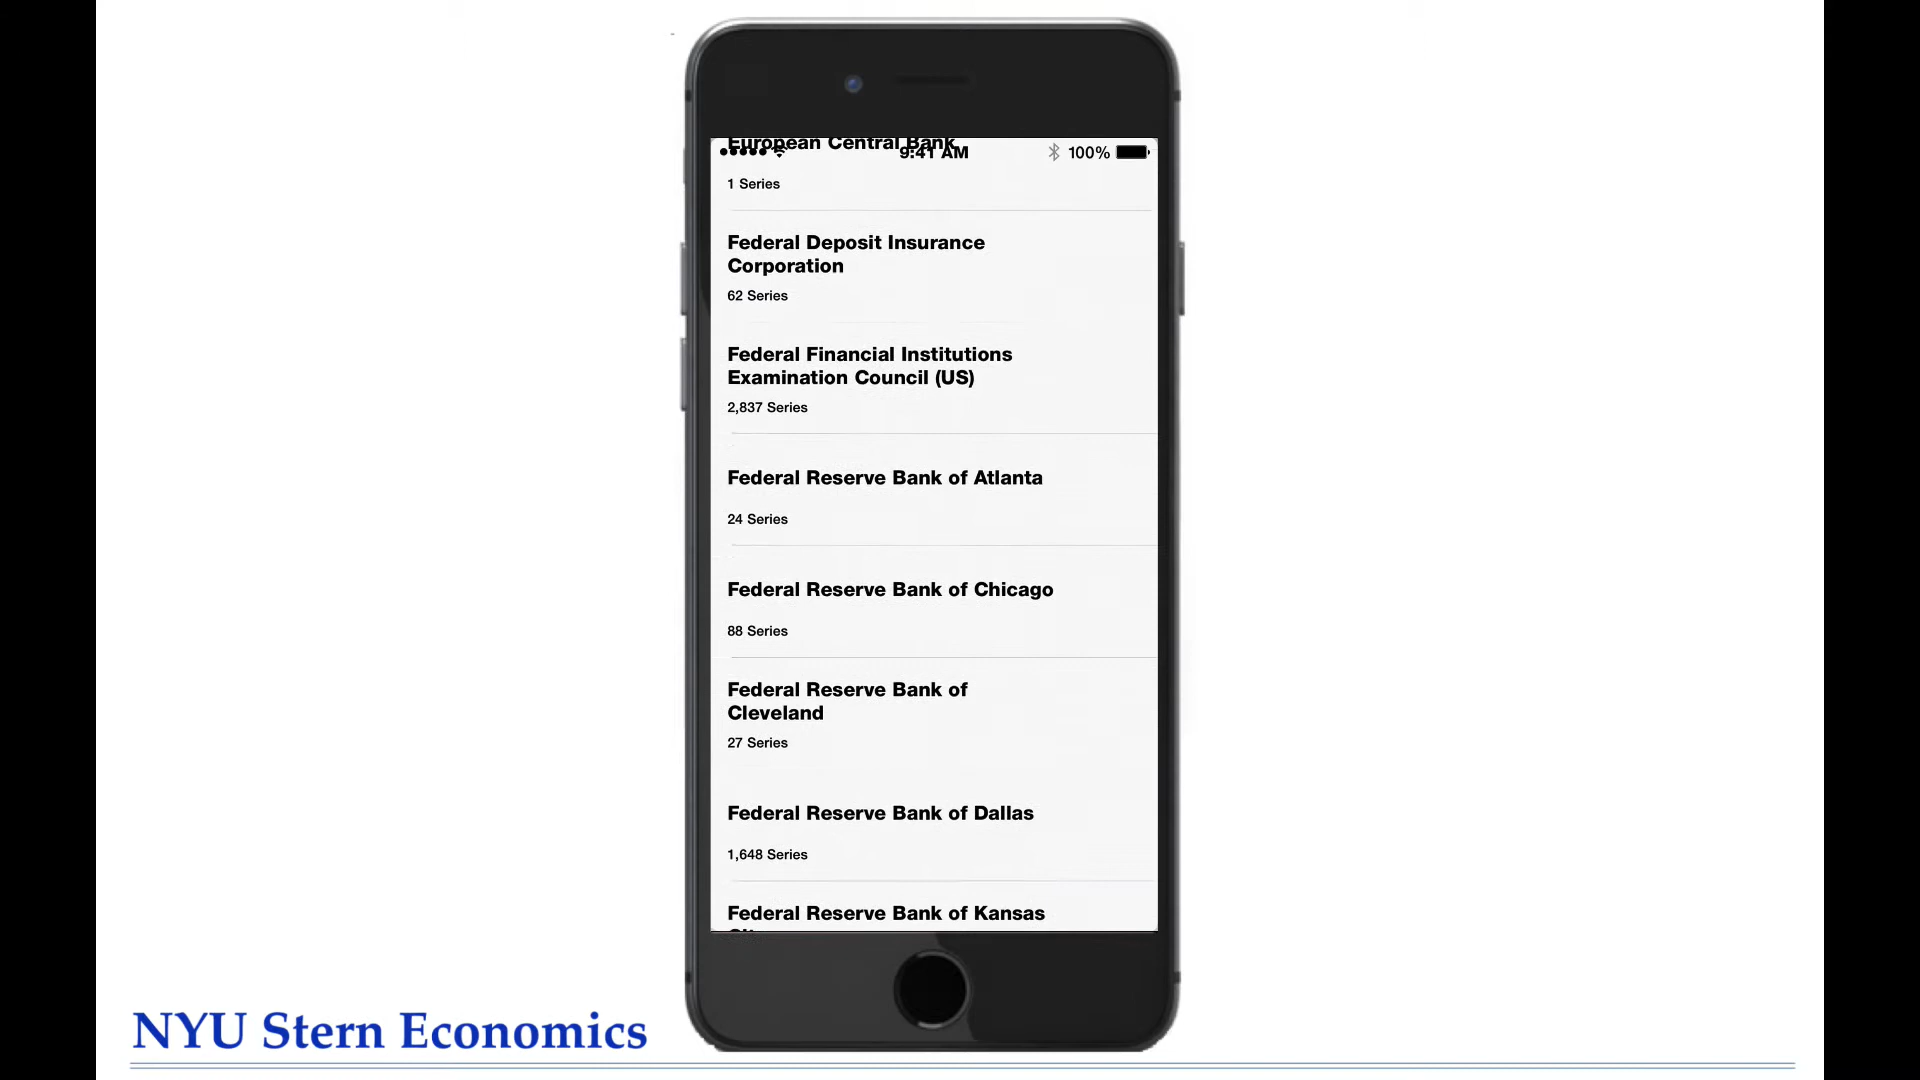 European Central Bank
9:41 AM
100%
1 Series
Federal Deposit Insurance
Corporation
62 Series
Federal Financial Institutions
Examination Council (US)
2,837 Series
Federal Reserve Bank of Atlanta
24 Series
Federal Reserve Bank of Chicago
88 Series
Federal Reserve Bank of
Cleveland
27 Series
Federal Reserve Bank of Dallas
1,648 Series
Federal Reserve Bank of Kansas
NYU Stern Economics